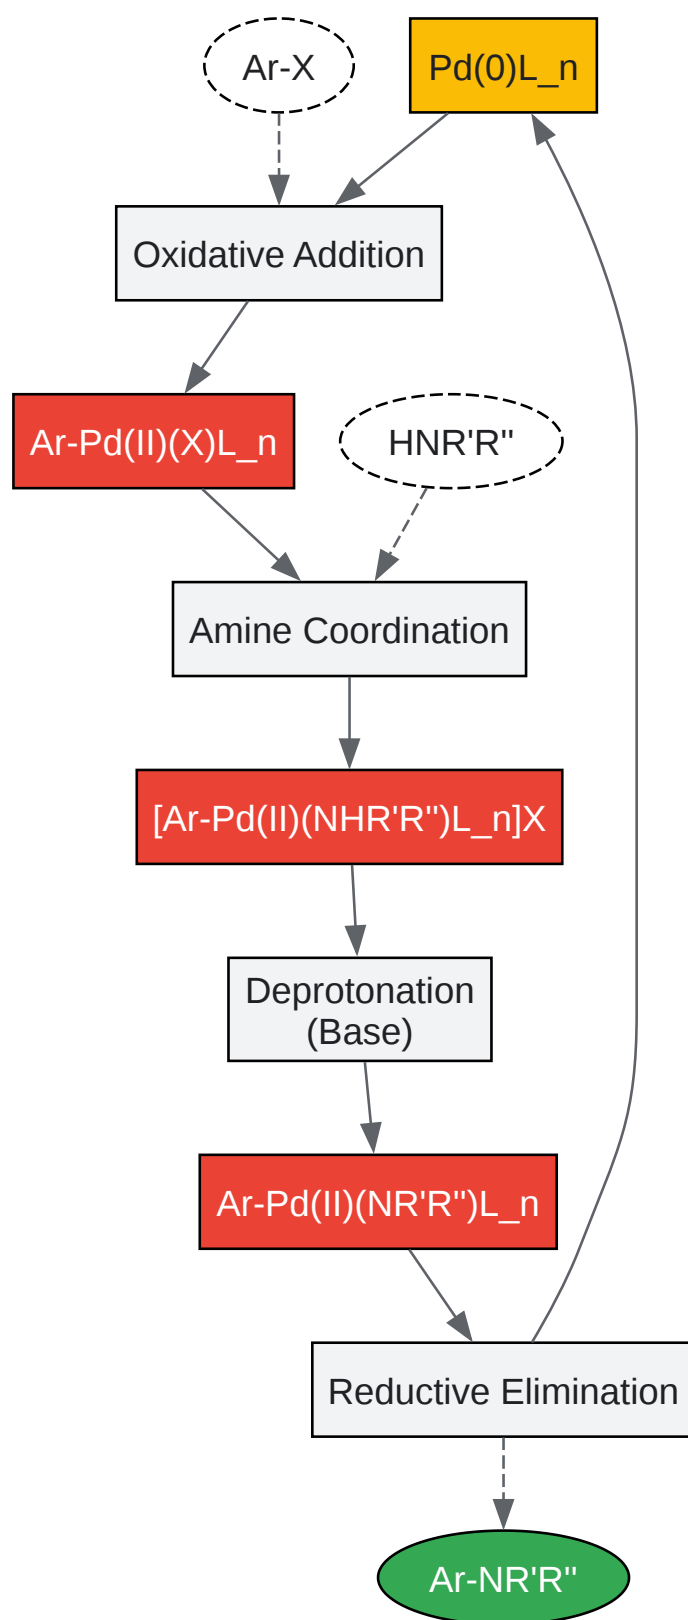 Ar-X
Pd(0)L_n
Oxidative Addition
Ar-Pd(II)(X)L_n
HNR'R"
Amine Coordination
[Ar-Pd(II)(NHR'R")L_n]X
Deprotonation
(Base)
Ar-Pd(II)(NR'R")L_n
Reductive Elimination
Ar-NR'R"